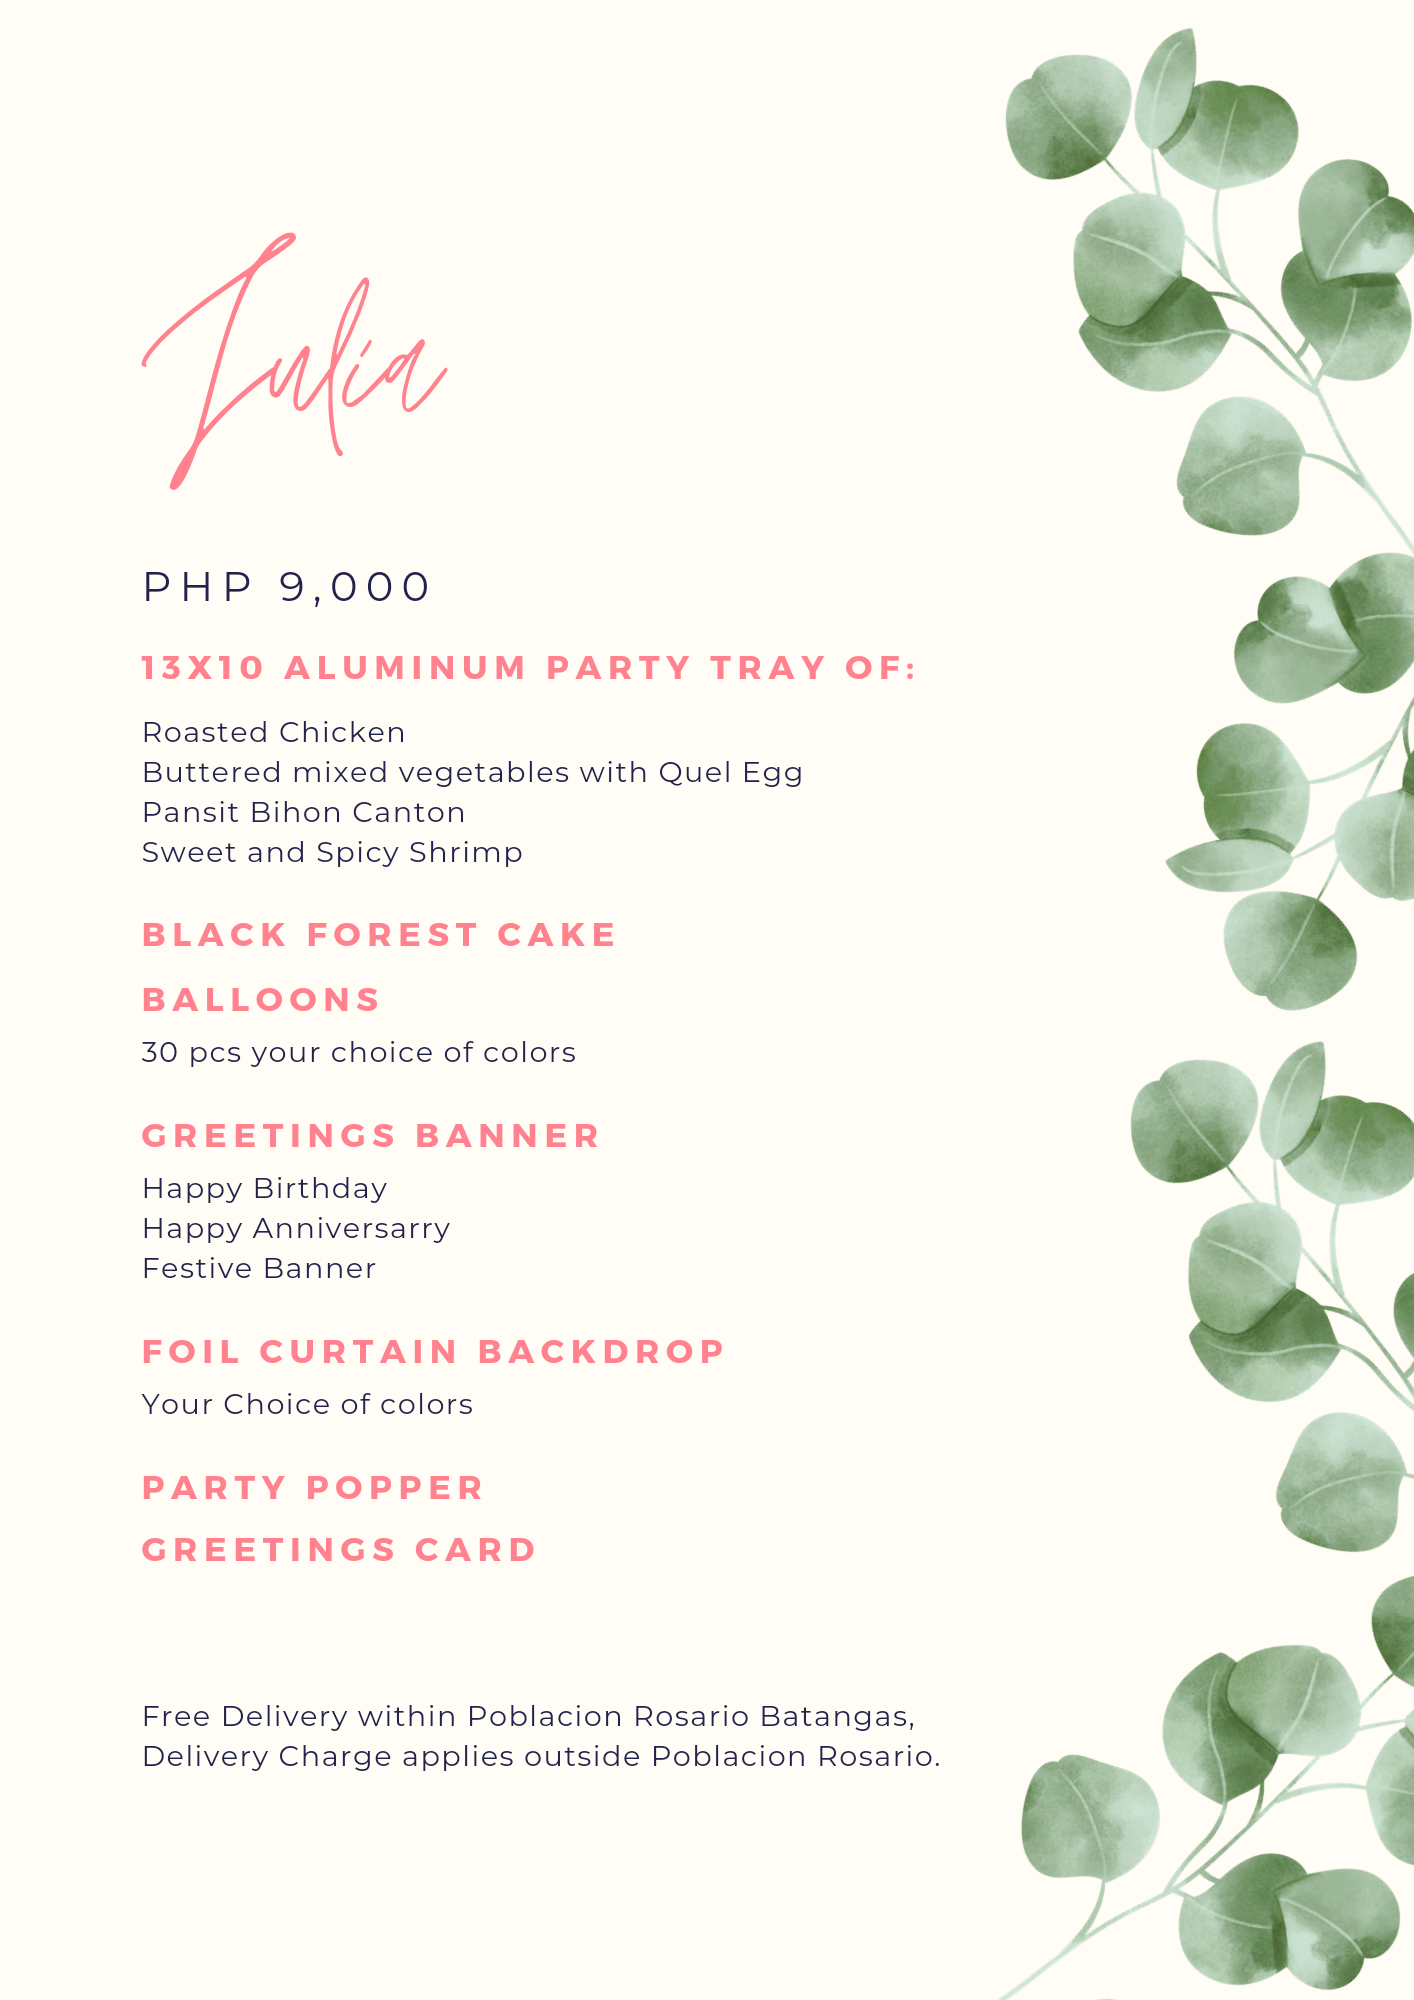 Julia
PHP 9,000
13X10 ALUMINUM PARTY TRAY OF:
Roasted Chicken
Buttered mixed vegetables with Quel Egg
Pansit Bihon Canton
Sweet and Spicy Shrimp
BLACK FOREST CAKE
BALLOONS
30 pcs your choice of colors
GREETINGS BANNER
Happy Birthday
Happy Anniversarry
Festive Banner
FOIL CURTAIN BACKDROP
Your Choice of colors
PARTY POPPER
GREETINGS CARD
Free Delivery within Poblacion Rosario Batangas,
Delivery Charge applies outside Poblacion Rosario.